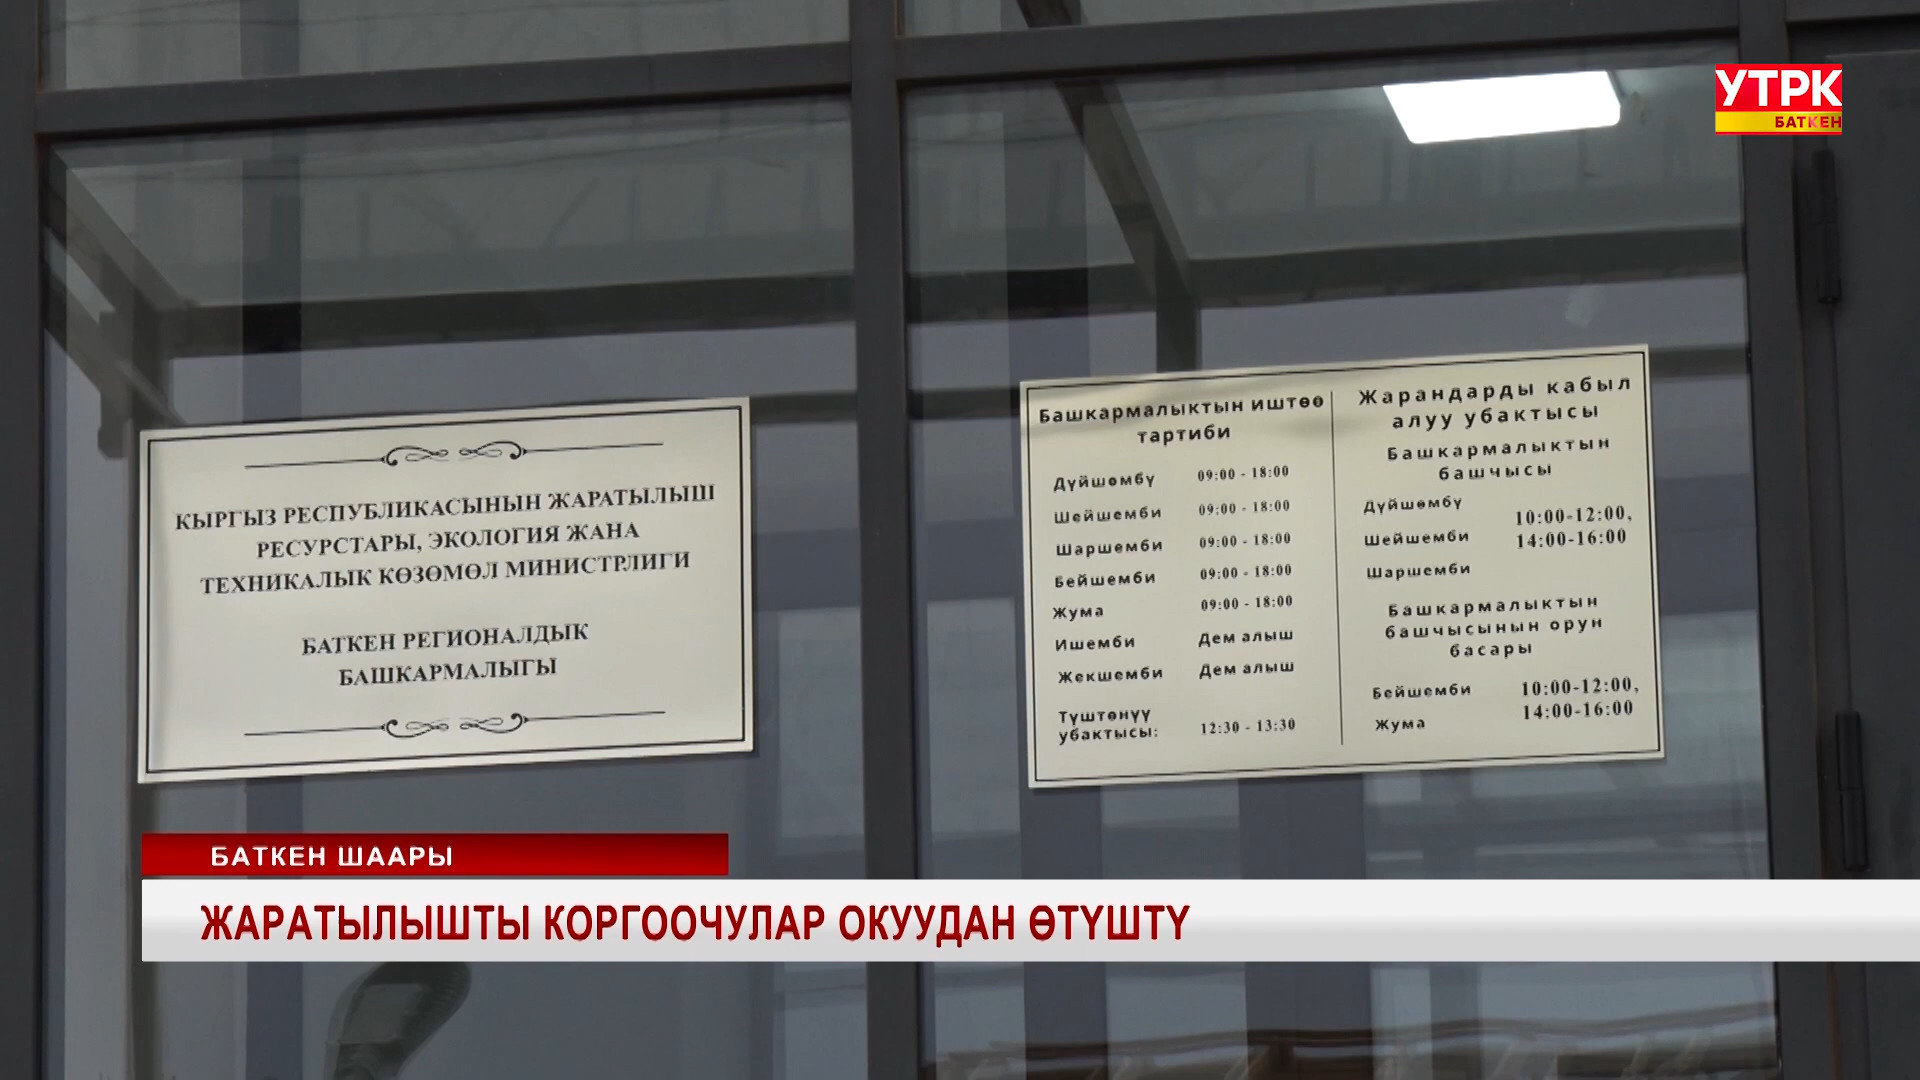 УТРК
БАТКЕН
КЫРГЫЗ РЕСПУБЛИКАСЫНЫН ЖАРАТЫЛЫШ
РЕСУРСТАРЫ, ЭКОЛОГИЯ ЖАНА
ТЕХНИКАЛЫК КӨЗӨМӨЛ МИНИСТРЛИГИ
БАТКЕН РЕГИОНАЛДЫК
БАШКАРМАЛЫГЫ
Башкармалыктын иштөө
тартиби
Дүйшөмбү 09:00 - 18:00
Шейшемби 09:00 - 18:00
Шаршемби 09:00 - 18:00
Бейшемби 09:00 - 18:00
Жума 09:00 - 18:00
Ишемби Дем алыш
Жекшемби Дем алыш
Түштөнүү
убактысы: 12:30 - 13:30
Жарандарды кабыл
алуу убактысы
Башкармалыктын
башчысы
Дүйшөмбү
Шейшемби
Шаршемби
10:00-12:00,
14:00-16:00
Башкармалыктын
башчысынын орун
басары
Бейшемби
Жума
10:00-12:00,
14:00-16:00
БАТКЕН ШААРЫ
ЖАРАТЫЛЫШТЫ КОРГООЧУЛАР ОКУУДАН ӨТҮШТҮ